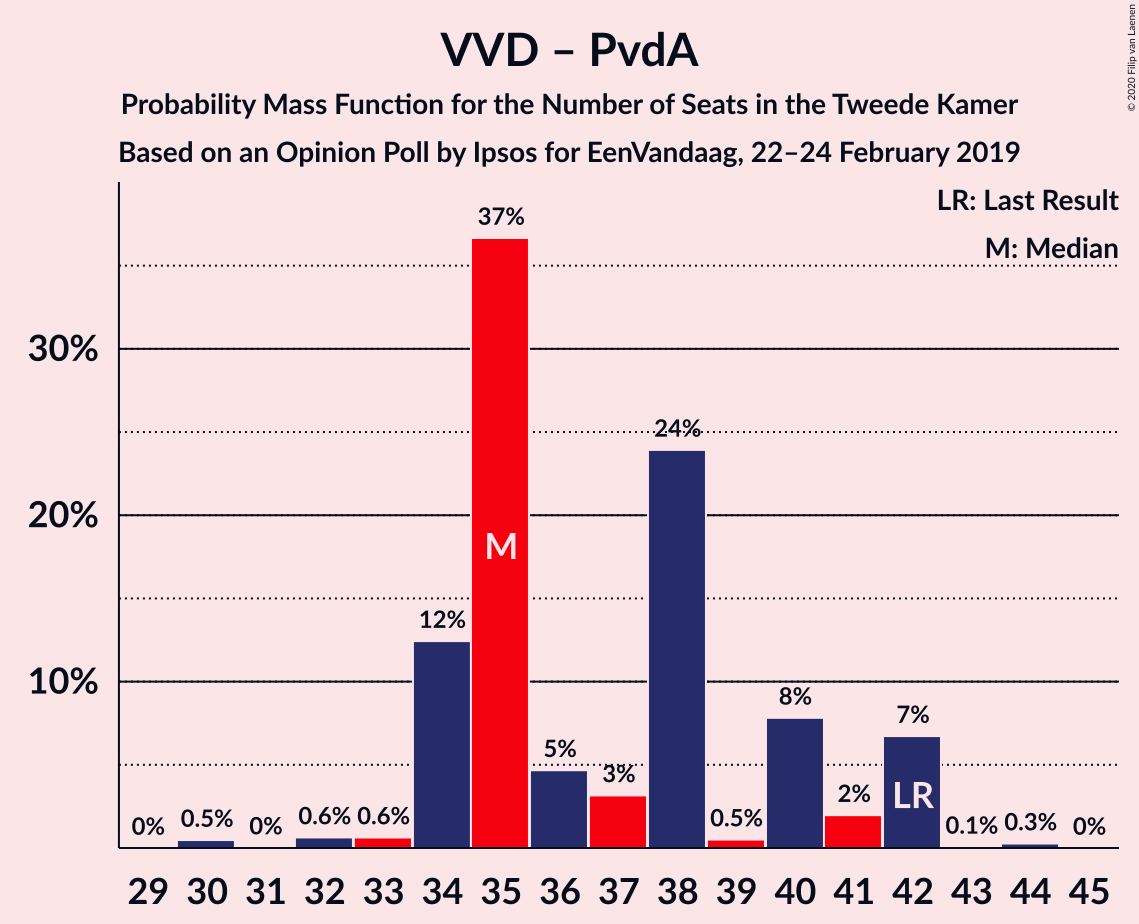 VVD – PvdA
Probability Mass Function for the Number of Seats in the Tweede Kamer
Based on an Opinion Poll by Ipsos for EenVandaag, 22–24 February 2019
© 2020 Filip van Laenen
LR: Last Result
M: Median
30%
20%
10%
0%
0.5%
0%
0.6%
0.6%
12%
37%
M
5%
3%
24%
0.5%
8%
2%
7%
LR
0.1%
0.3%
0%
29 30 31 32 33 34 35 36 37 38 39 40 41 42 43 44 45